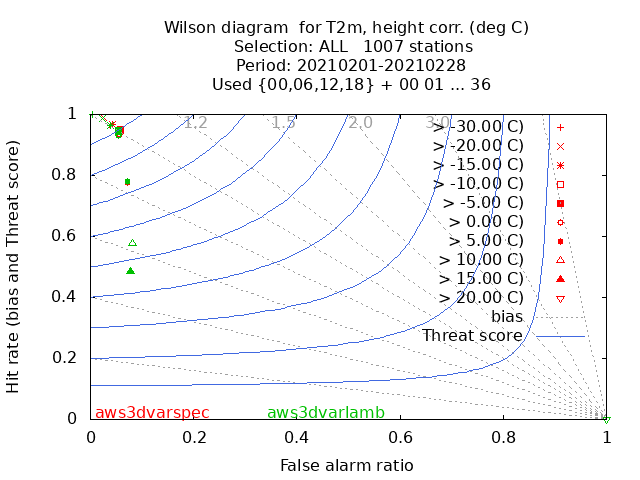 Wilson diagram  for T2m, height corr. (deg C)
Selection: ALL   1007 stations
Period: 20210201-20210228
Used {00,06,12,18} + 00 01 ... 36
Hit rate (bias and Threat score)
1
0.8
0.6
0.4
0.2
0
1.2
1.5
2.0
3.0
> -30.00 C)
> -20.00 C)
> -15.00 C)
> -10.00 C)
> -5.00 C)
> 0.00 C)
> 5.00 C)
> 10.00 C)
> 15.00 C)
> 20.00 C)
bias
Threat score
aws3dvarspec
aws3dvarlamb
0
0.2
0.4
0.6
0.8
1
False alarm ratio